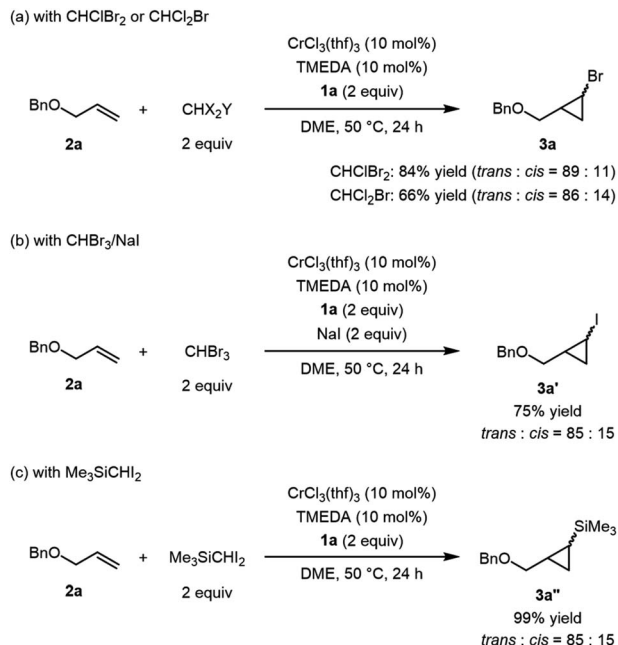 (a) with CHClBr₂ or CHCl₂Br
CrCl₃(thf)₃ (10 mol%)
TMEDA (10 mol%)
1a (2 equiv)
DME, 50 °C, 24 h
BnO
+
CHX₂Y
2a
2 equiv
Br
BnO
3a
CHClBr₂: 84% yield (trans : cis = 89 : 11)
CHCl₂Br: 66% yield (trans : cis = 86 : 14)
(b) with CHBr₃/NaI
CrCl₃(thf)₃ (10 mol%)
TMEDA (10 mol%)
1a (2 equiv)
NaI (2 equiv)
DME, 50 °C, 24 h
BnO
+
CHBr₃
2a
2 equiv
I
BnO
3a'
75% yield
trans : cis = 85 : 15
(c) with Me₃SiCHI₂
CrCl₃(thf)₃ (10 mol%)
TMEDA (10 mol%)
1a (2 equiv)
DME, 50 °C, 24 h
BnO
+
Me₃SiCHI₂
2a
2 equiv
SiMe₃
BnO
3a"
99% yield
trans : cis = 85 : 15